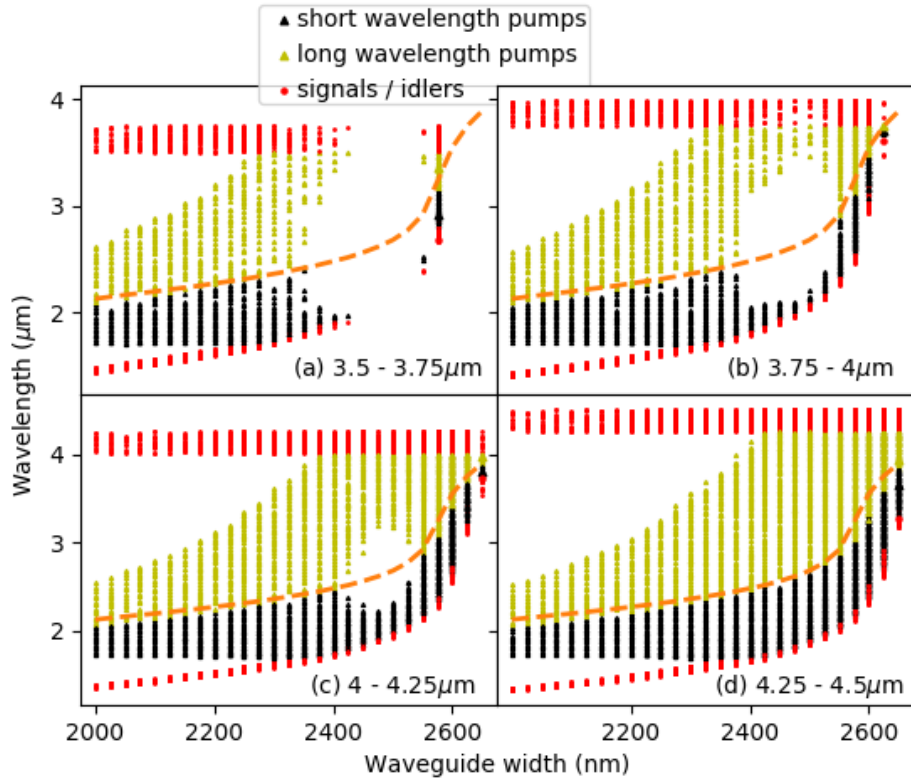 short wavelength pumps
long wavelength pumps
signals / idlers
4
3
2
(a) 3.5 - 3.75μm
(b) 3.75 - 4μm
Wavelength (μm)
4
3
2
(c) 4 - 4.25μm
(d) 4.25 - 4.5μm
2000 2200 2400 2600 2200 2400 2600
Waveguide width (nm)